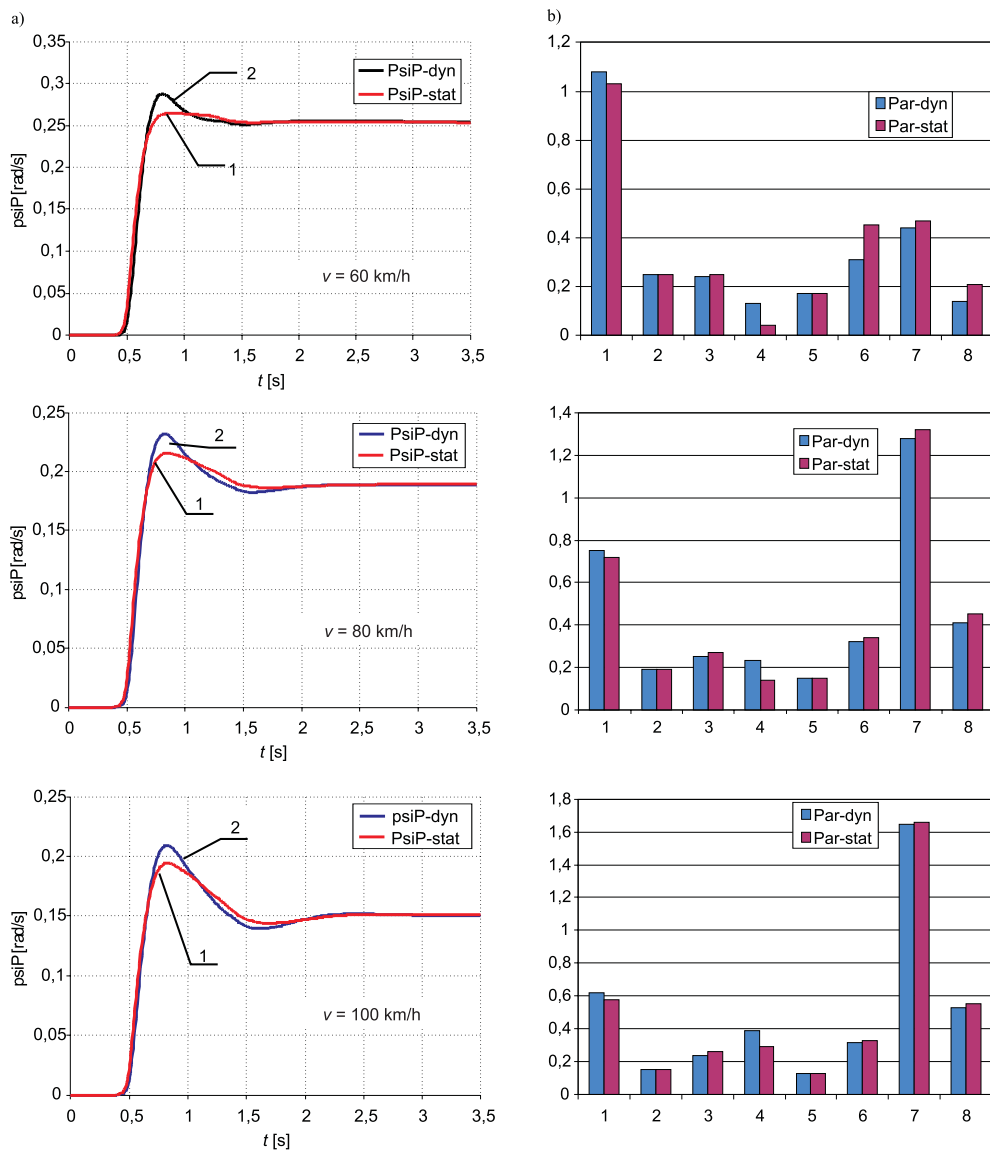 a)
0,35
0,3
0,25
0,2
0,15
0,1
0,05
0
psiP [rad/s]
PsiP-dyn
PsiP-stat
2
1
v = 60 km/h
0 0,5 1 1,5 2 2,5 3 3,5
t [s]
b)
1,2
1
0,8
0,6
0,4
0,2
0
Par-dyn
Par-stat
1 2 3 4 5 6 7 8
0,25
0,2
0,15
0,1
0,05
0
psiP [rad/s]
PsiP-dyn
PsiP-stat
2
1
v = 80 km/h
0 0,5 1 1,5 2 2,5 3 3,5
t [s]
1,4
1,2
1
0,8
0,6
0,4
0,2
0
Par-dyn
Par-stat
1 2 3 4 5 6 7 8
0,25
0,2
0,15
0,1
0,05
0
psiP [rad/s]
psiP-dyn
PsiP-stat
2
1
v = 100 km/h
0 0,5 1 1,5 2 2,5 3 3,5
t [s]
1,8
1,6
1,4
1,2
1
0,8
0,6
0,4
0,2
0
Par-dyn
Par-stat
1 2 3 4 5 6 7 8